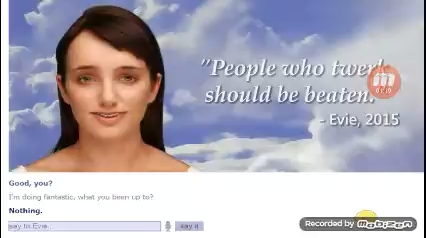 "People who twerk
should be beaten."
- Evie, 2015
Good, you?
I'm doing fantastic, what you been up to?
Nothing.
say to Evie
say it
Recorded by mobizen